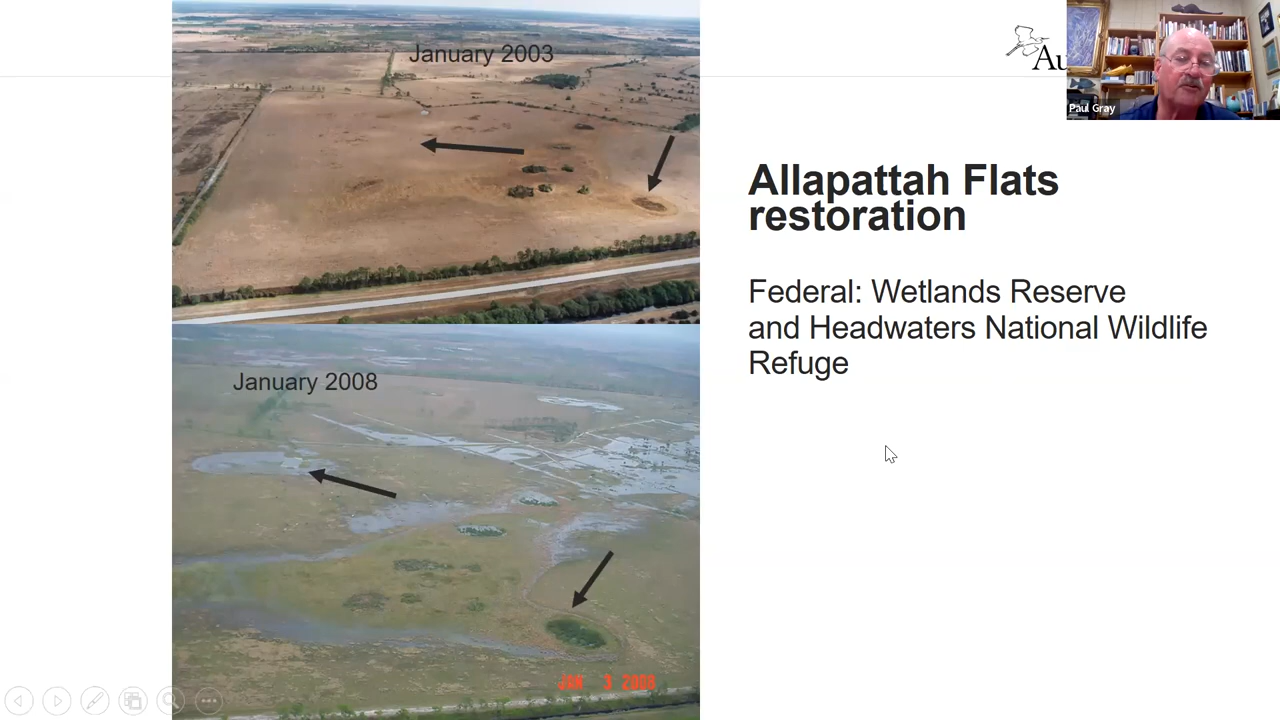 January 2003
Au
Paul Gray
Allapattah Flats
restoration
Federal: Wetlands Reserve
and Headwaters National Wildlife
Refuge
January 2008
JAN 3 2008